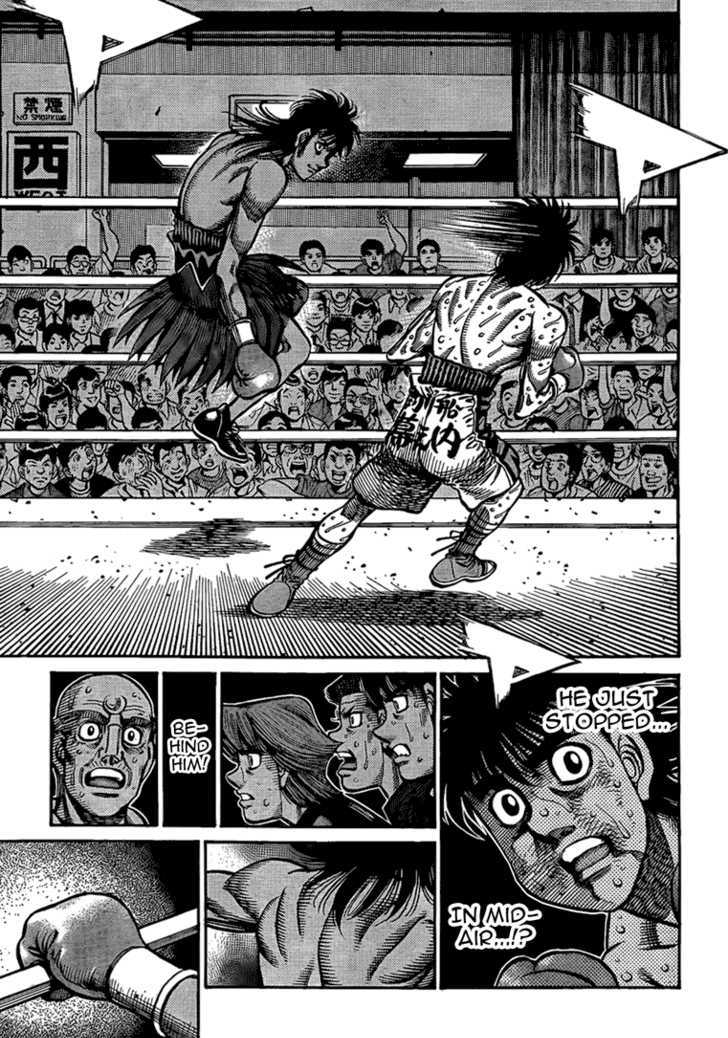 禁煙
NO SMOKING
西
WEST
HE JUST
STOPPED...
BE-
HIND
HIM!
IN MID-
AIR...!?